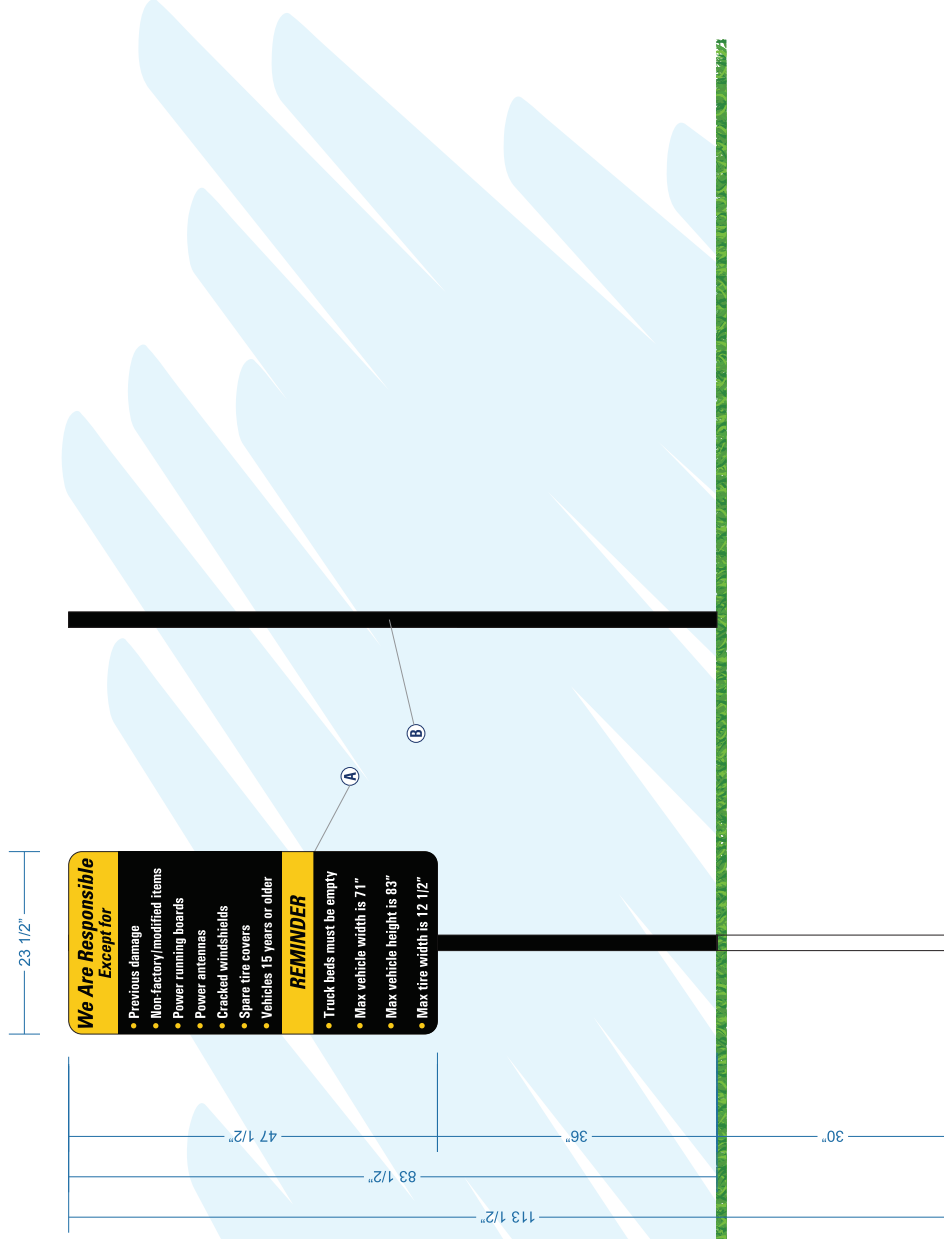 23 1/2"
We Are Responsible
Except for
• Previous damage
• Non-factory/modified items
• Power running boards
• Power antennas
• Cracked windshields
• Spare tire covers
• Vehicles 15 years or older
REMINDER
• Truck beds must be empty
• Max vehicle width is 71"
• Max vehicle height is 83"
• Max tire width is 12 1/2"
A
B
47 1/2"
36"
30"
83 1/2"
113 1/2"